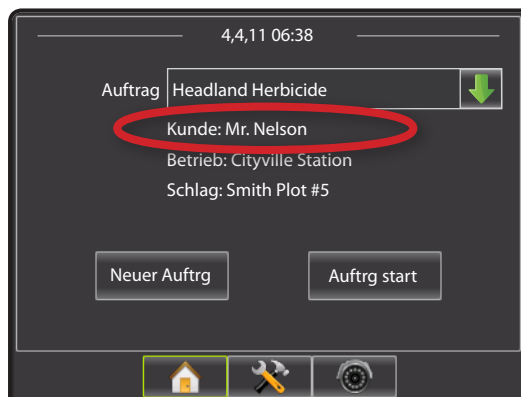 4,4,11 06:38
Auftrag Headland Herbicide
Kunde: Mr. Nelson
Betrieb: Cityville Station
Schlag: Smith Plot #5
Neuer Auftrg Auftrg start